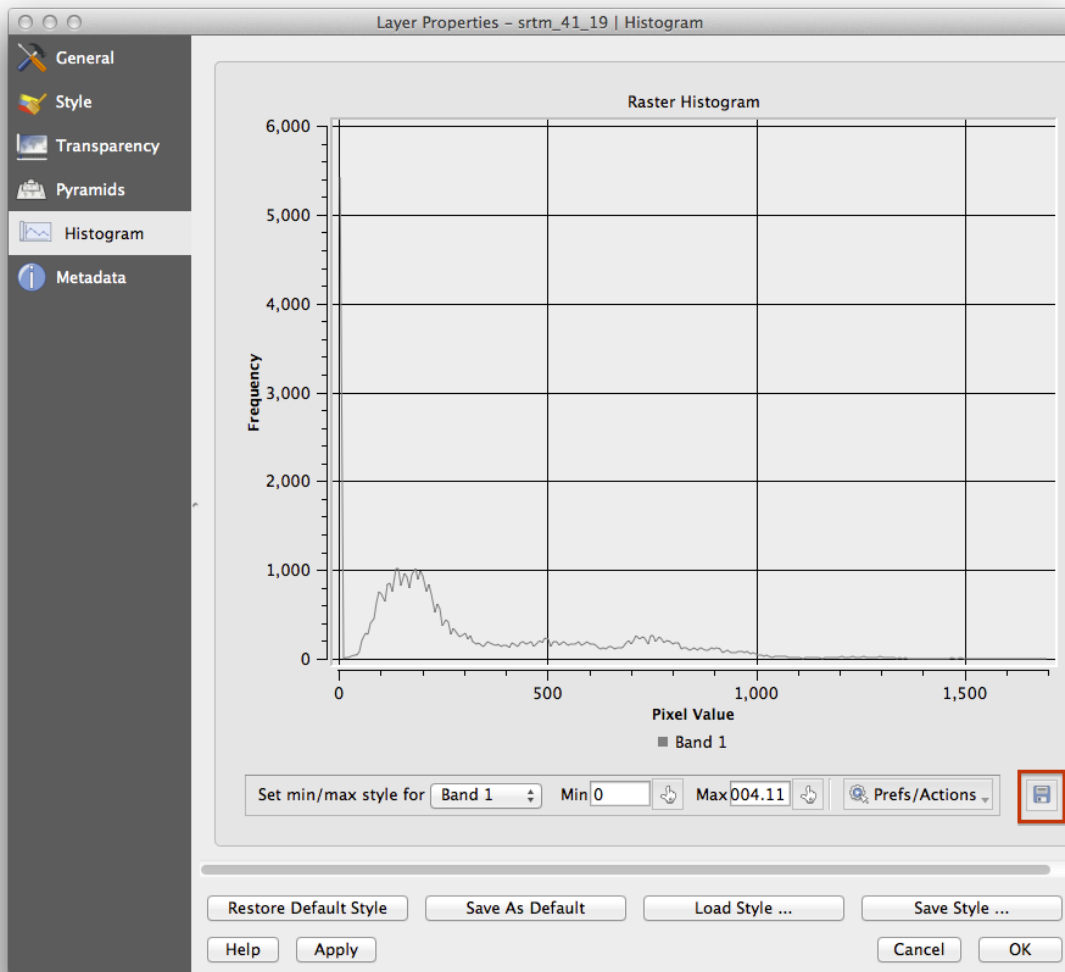 Layer Properties – srtm_41_19 | Histogram
General
Style
Transparency
Pyramids
Histogram
Metadata
Raster Histogram
6,000
5,000
4,000
3,000
2,000
1,000
0
Frequency
0 500 1,000 1,500
Pixel Value
Band 1
Set min/max style for Band 1 Min 0 Max 004.11 Prefs/Actions
Restore Default Style Save As Default Load Style ... Save Style ...
Help Apply Cancel OK